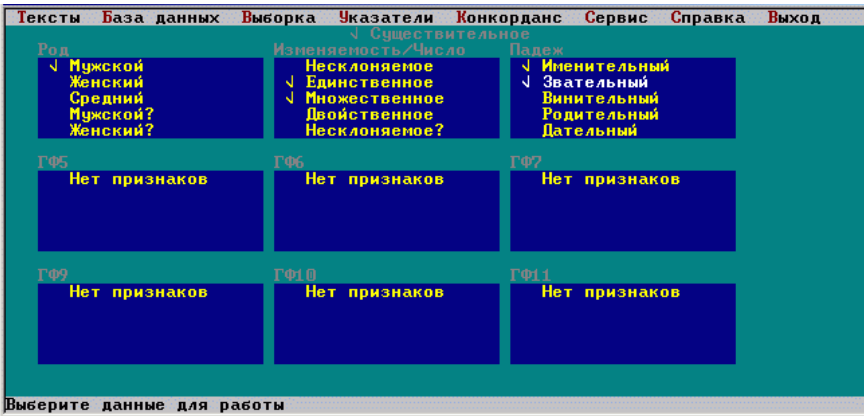 Тексты База данных Выборка Указатели Конкорданс Сервис Справка Выход
√ Существительное
Род Изменяемость/Число Падеж
√ Мужской Несклоняемое √ Именительный
Женский √ Единственное √ Звательный
Средний √ Множественное Винительный
Мужской? Двойственное Родительный
Женский? Несклоняемое? Дательный
ГФ5 ГФ6 ГФ7
Нет признаков Нет признаков Нет признаков
ГФ9 ГФ10 ГФ11
Нет признаков Нет признаков Нет признаков
Выберите данные для работы